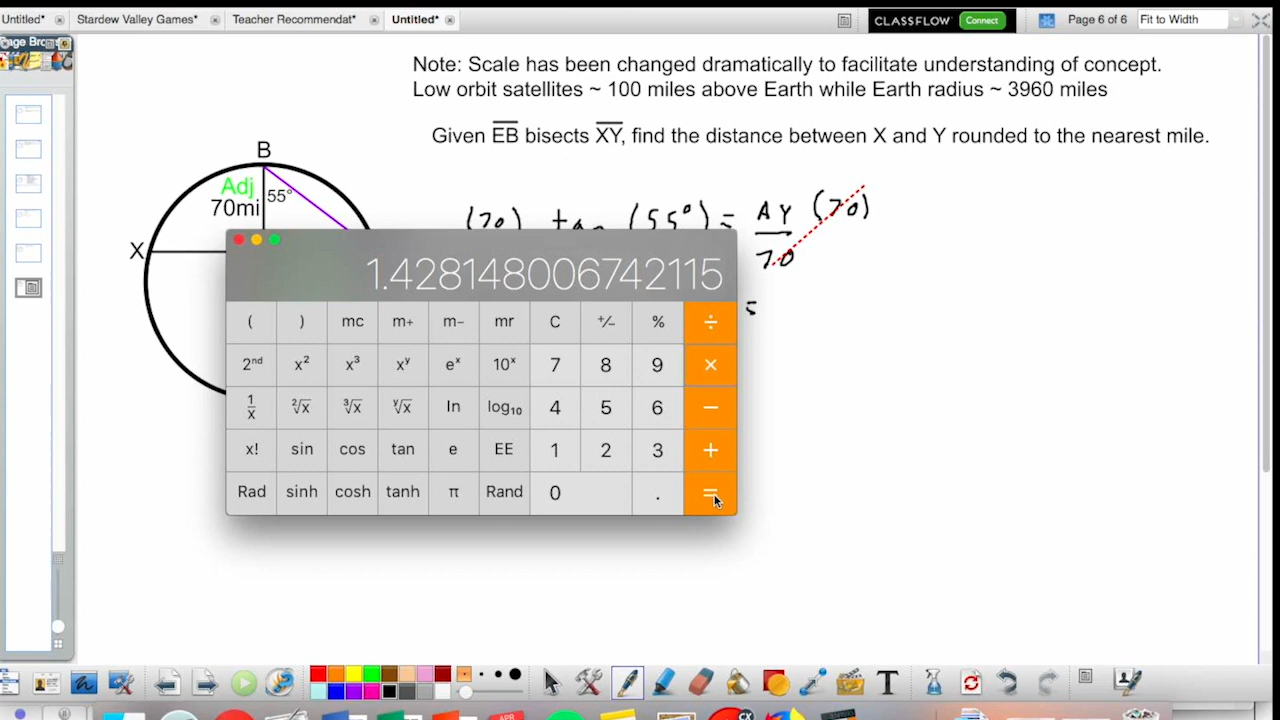 Untitled* Stardew Valley Games* Teacher Recommendat* Untitled* CLASSFLOW Connect Page 6 of 6 Fit to Width
Note: Scale has been changed dramatically to facilitate understanding of concept.
Low orbit satellites ~ 100 miles above Earth while Earth radius ~ 3960 miles
Given EB bisects XY, find the distance between X and Y rounded to the nearest mile.
B
Adj
70mi
55°
X
(70) tan (55°) = AY (70)
70
=
1.428148006742115
( ) mc m+ m− mr C +/− % ÷
2nd x² x³ xʸ eˣ 10ˣ 7 8 9 ×
1/x ²√x ³√x ʸ√x ln log₁₀ 4 5 6 −
x! sin cos tan e EE 1 2 3 +
Rad sinh cosh tanh π Rand 0 . =
T